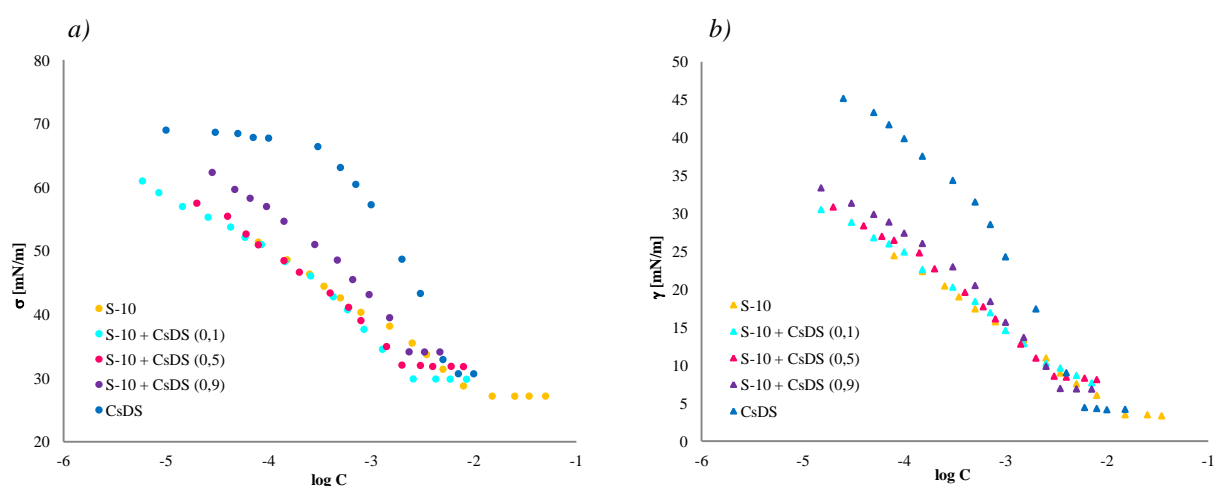 a)
80
70
60
50
40
30
20
σ [mN/m]
-6 -5 -4 -3 -2 -1
log C
S-10
S-10 + CsDS (0,1)
S-10 + CsDS (0,5)
S-10 + CsDS (0,9)
CsDS
b)
50
45
40
35
30
25
20
15
10
5
0
γ [mN/m]
-6 -5 -4 -3 -2 -1
log C
S-10
S-10 + CsDS (0,1)
S-10 + CsDS (0,5)
S-10 + CsDS (0,9)
CsDS